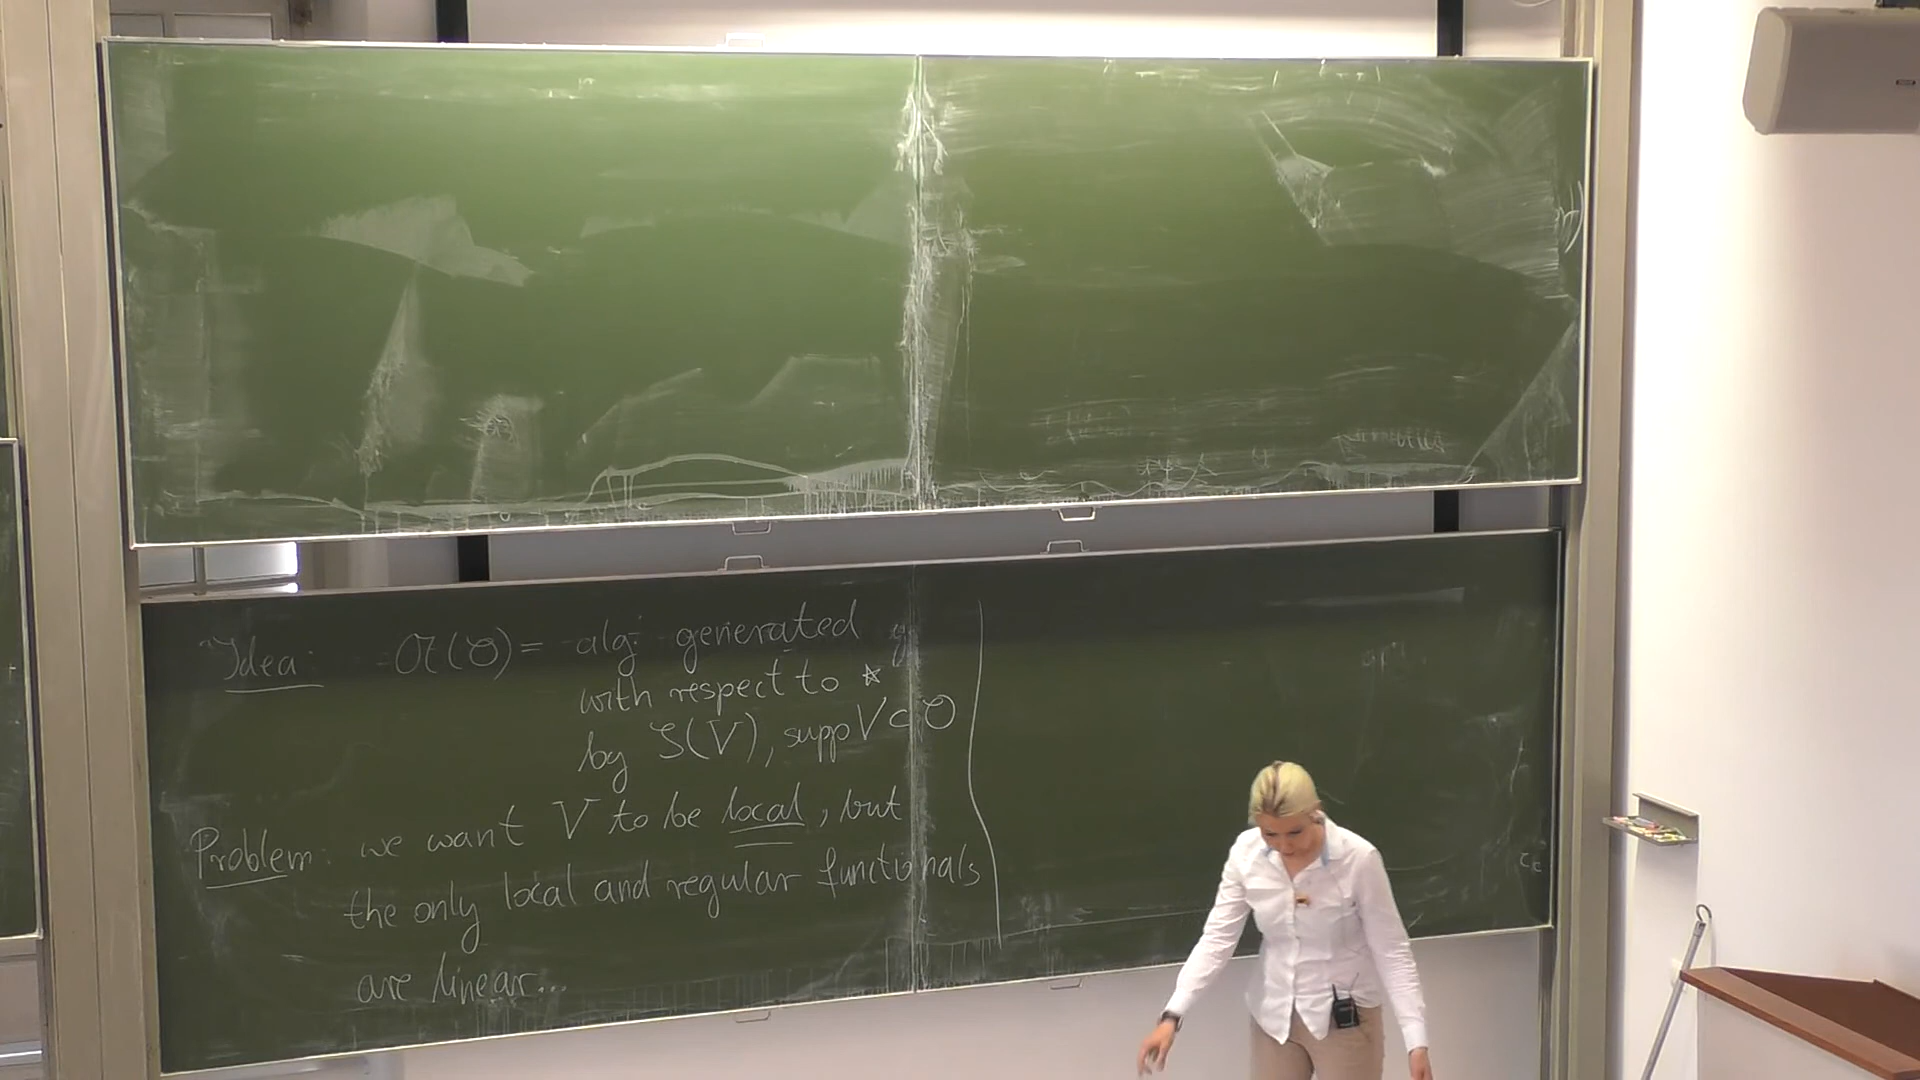 Idea: 𝔄(O) = alg. generated
with respect to ⋆
by S(V), supp V ⊂ O
Problem: we want V to be local, but
the only local and regular functionals
are linear...